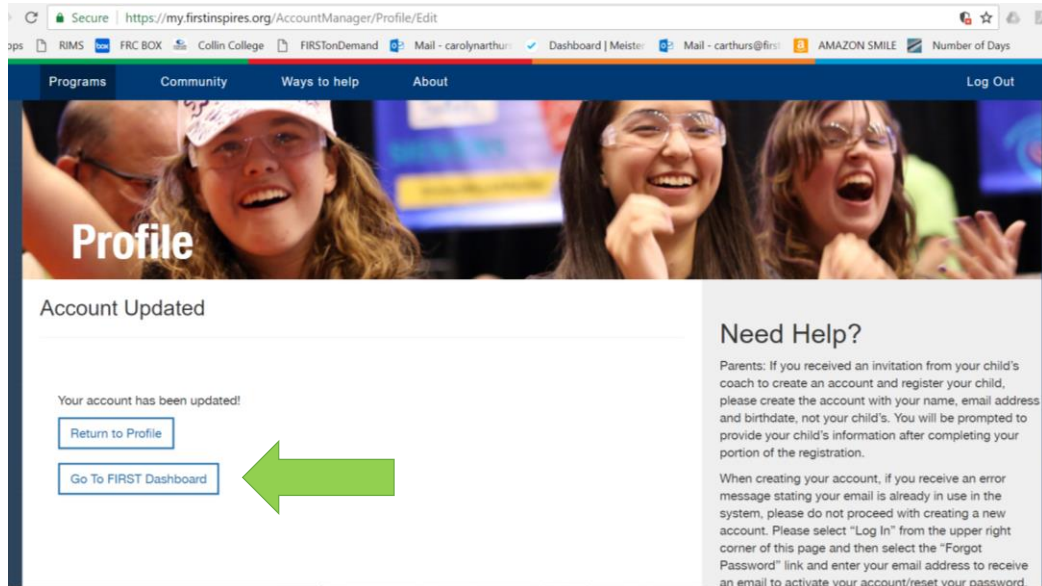 Secure https://my.firstinspires.org/AccountManager/Profile/Edit
RIMS box FRC BOX Collin College FIRSTonDemand Mail - carolynarthur Dashboard | Meister Mail - carthurs@first a AMAZON SMILE Number of Days
Programs Community Ways to help About Log Out
Profile
Account Updated
Your account has been updated!
Return to Profile
Go To FIRST Dashboard
Need Help?
Parents: If you received an invitation from your child's
coach to create an account and register your child,
please create the account with your name, email address
and birthdate, not your child's. You will be prompted to
provide your child's information after completing your
portion of the registration.
When creating your account, if you receive an error
message stating your email is already in use in the
system, please do not proceed with creating a new
account. Please select "Log In" from the upper right
corner of this page and then select the "Forgot
Password" link and enter your email address to receive
an email to activate your account/reset your password.